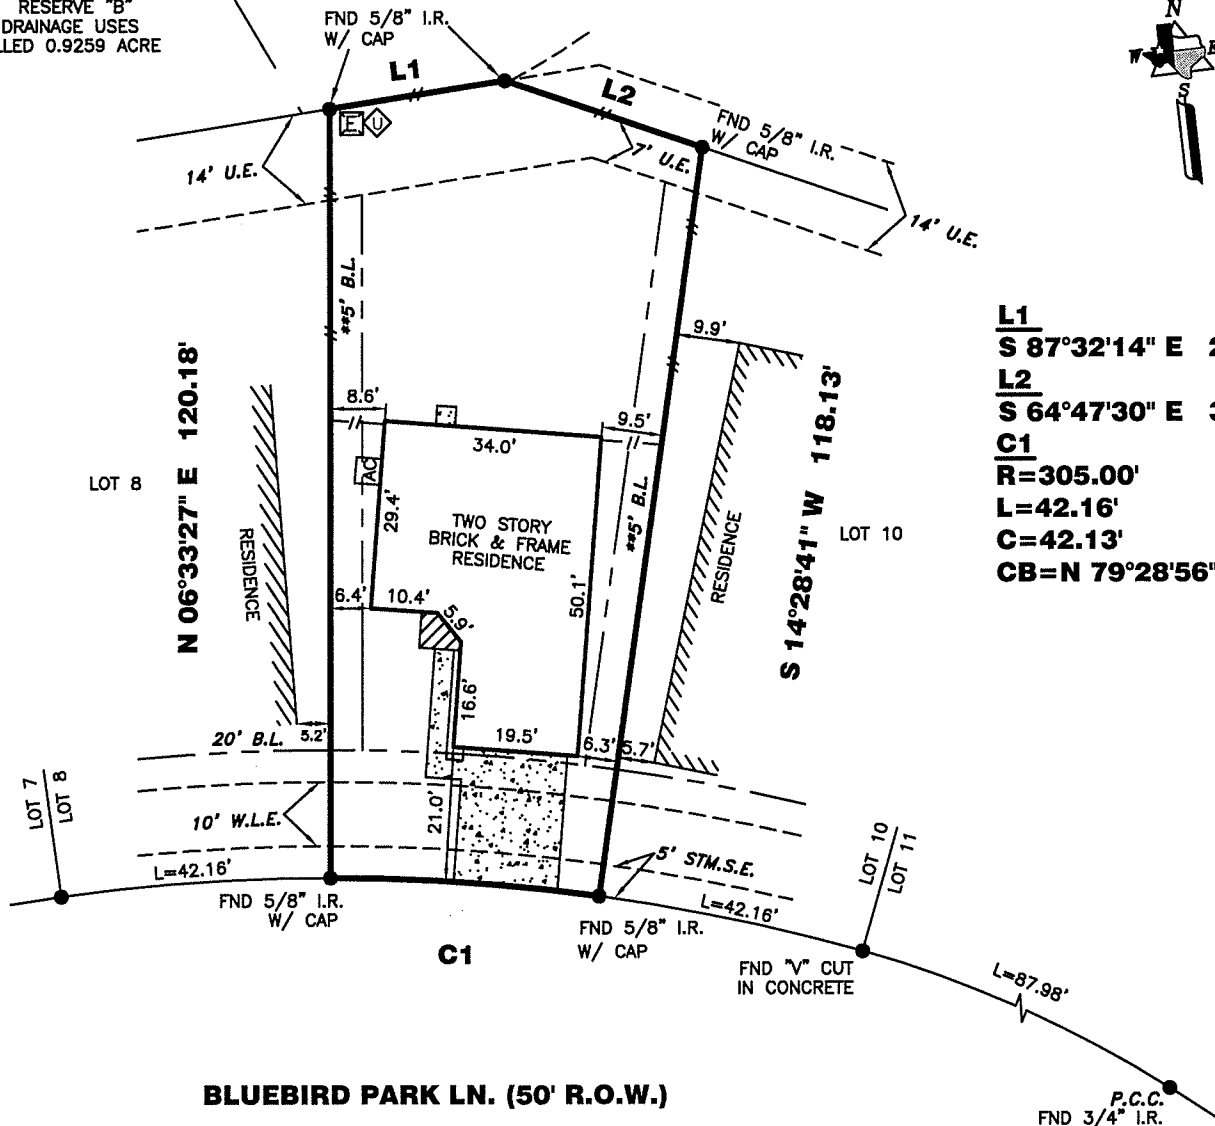 RESERVE "B"
DRAINAGE USES
LLED 0.9259 ACRE
FND 5/8" I.R.
W/ CAP
L1
L2
N
W
E
S
E
U
FND 5/8" I.R.
W/ CAP
14' U.E.
7' U.E.
14' U.E.
**5' B.L.
L1
S 87°32'14" E
L2
S 64°47'30" E
C1
R=305.00'
L=42.16'
C=42.13'
CB=N 79°28'56"
9.9'
N 06°33'27" E 120.18'
S 14°28'41" W 118.13'
8.6'
9.5'
34.0'
AC
29.4'
**5' B.L.
LOT 8
LOT 10
TWO STORY
BRICK & FRAME
RESIDENCE
RESIDENCE
RESIDENCE
50.1'
6.4'
10.4'
5.9'
16.6'
19.5'
6.3'
5.7'
5.2'
20' B.L.
LOT 7
LOT 8
10' W.L.E.
21.0'
5' STM.S.E.
LOT 10
LOT 11
L=42.16'
FND 5/8" I.R.
W/ CAP
L=42.16'
FND 5/8" I.R.
W/ CAP
C1
FND "V" CUT
IN CONCRETE
L=87.98'
BLUEBIRD PARK LN. (50' R.O.W.)
P.C.C.
FND 3/4" I.R.